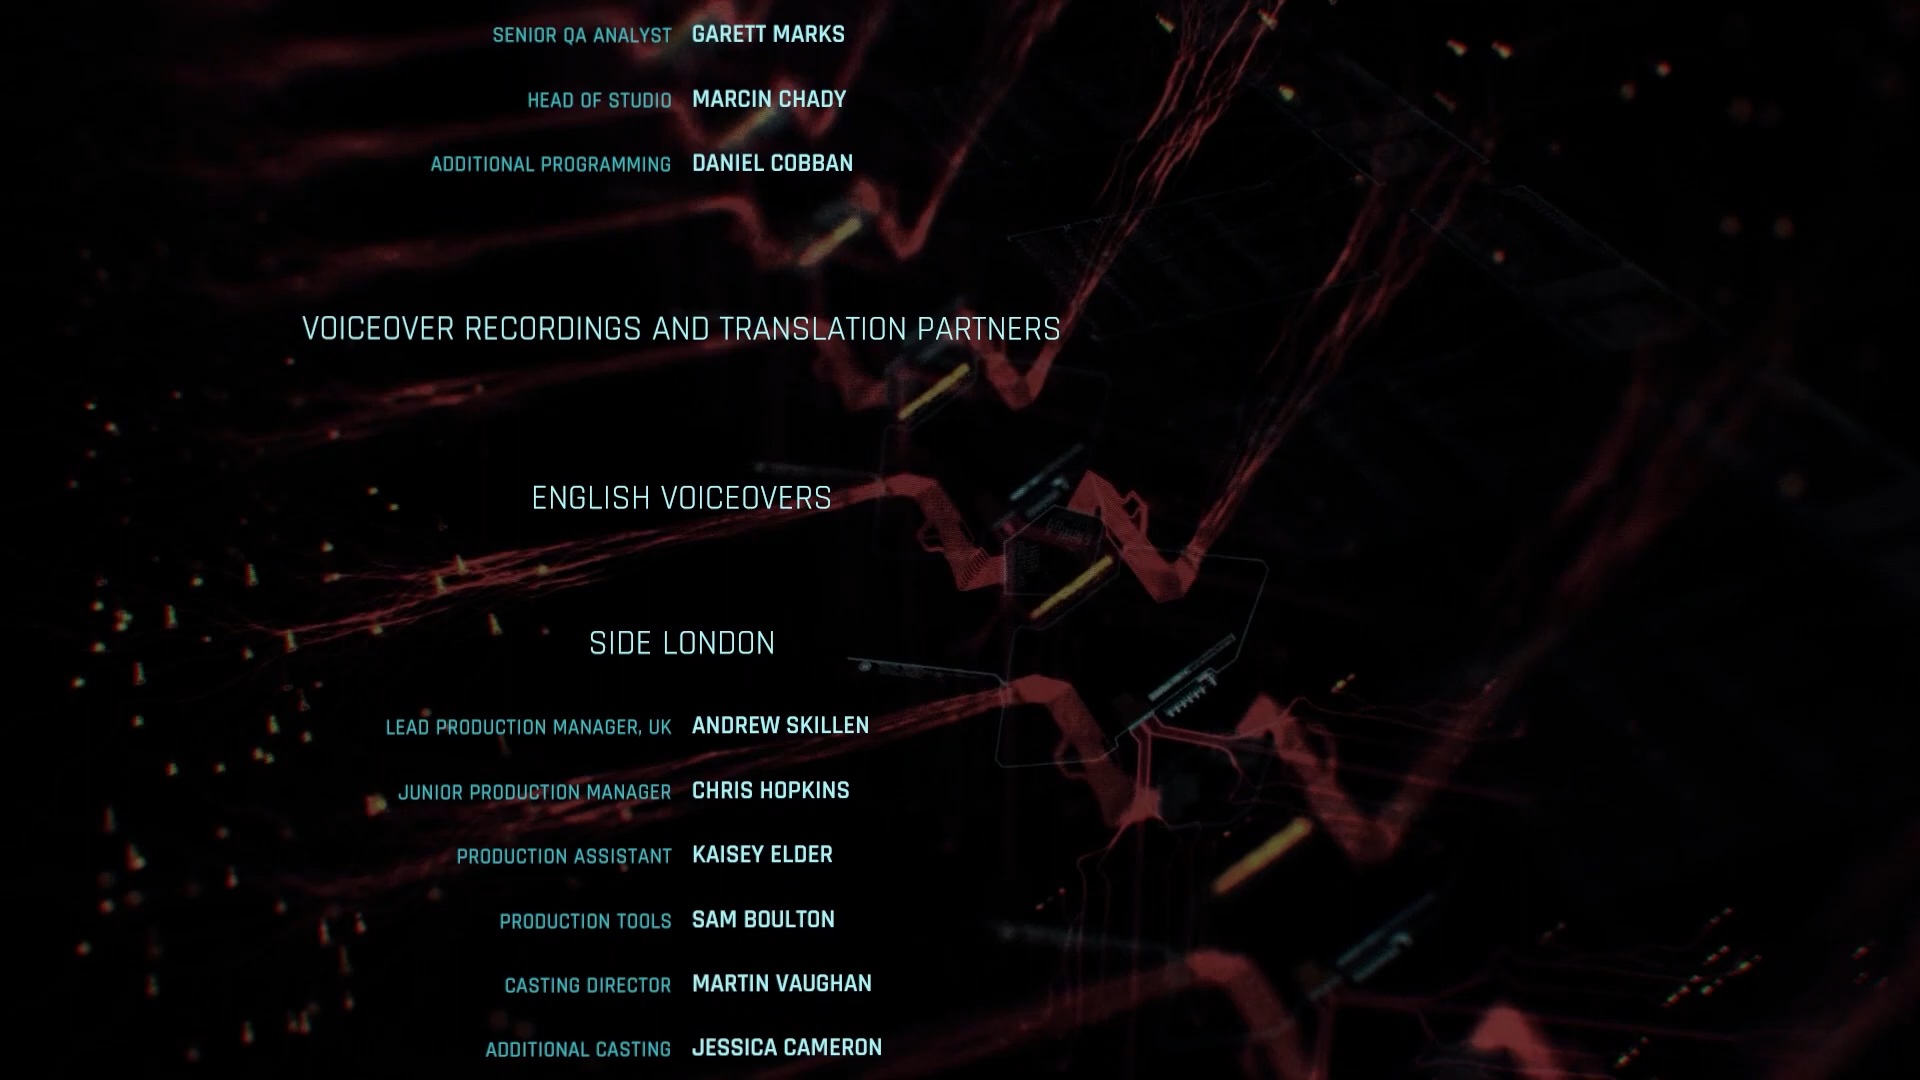 SENIOR QA ANALYST GARETT MARKS
HEAD OF STUDIO MARCIN CHADY
ADDITIONAL PROGRAMMING DANIEL COBBAN
VOICEOVER RECORDINGS AND TRANSLATION PARTNERS
ENGLISH VOICEOVERS
SIDE LONDON
LEAD PRODUCTION MANAGER, UK ANDREW SKILLEN
JUNIOR PRODUCTION MANAGER CHRIS HOPKINS
PRODUCTION ASSISTANT KAISEY ELDER
PRODUCTION TOOLS SAM BOULTON
CASTING DIRECTOR MARTIN VAUGHAN
ADDITIONAL CASTING JESSICA CAMERON